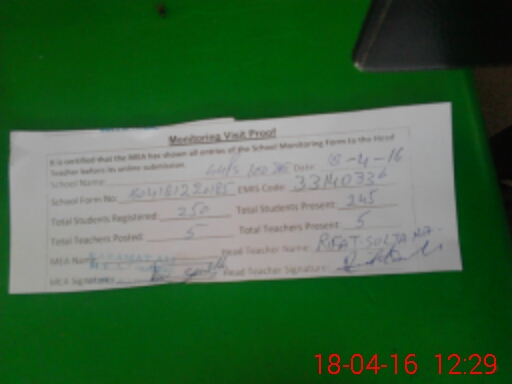 Monitoring Visit Proof
It is certified that the MEA has shown all entries of the School Monitoring Form to the Head
Teacher before its online submission.
School Name: Date: 18-4-16
School Form No. EMIS Code: 33140336
Total Students Registered: 250 Total Students Present: 245
Total Teachers Posted: 5 Total Teachers Present: 5
MEA Name: Head Teacher Name: RIFAT SULTANA
MEA Signature: Head Teacher Signature:
18-04-16 12:29